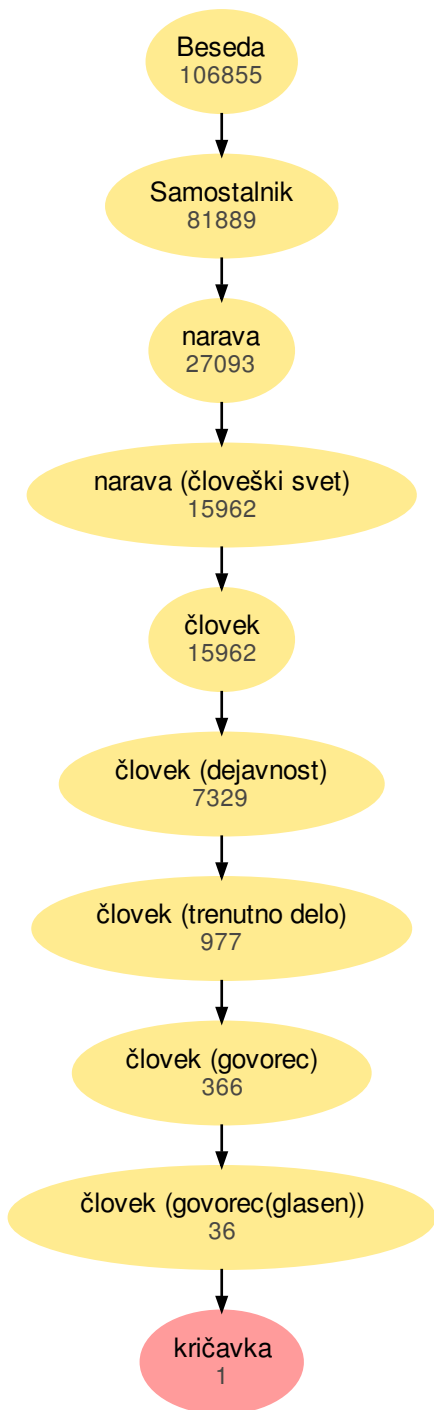 Beseda
106855
Samostalnik
81889
narava
27093
narava (človeški svet)
15962
človek
15962
človek (dejavnost)
7329
človek (trenutno delo)
977
človek (govorec)
366
človek (govorec(glasen))
36
kričavka
1